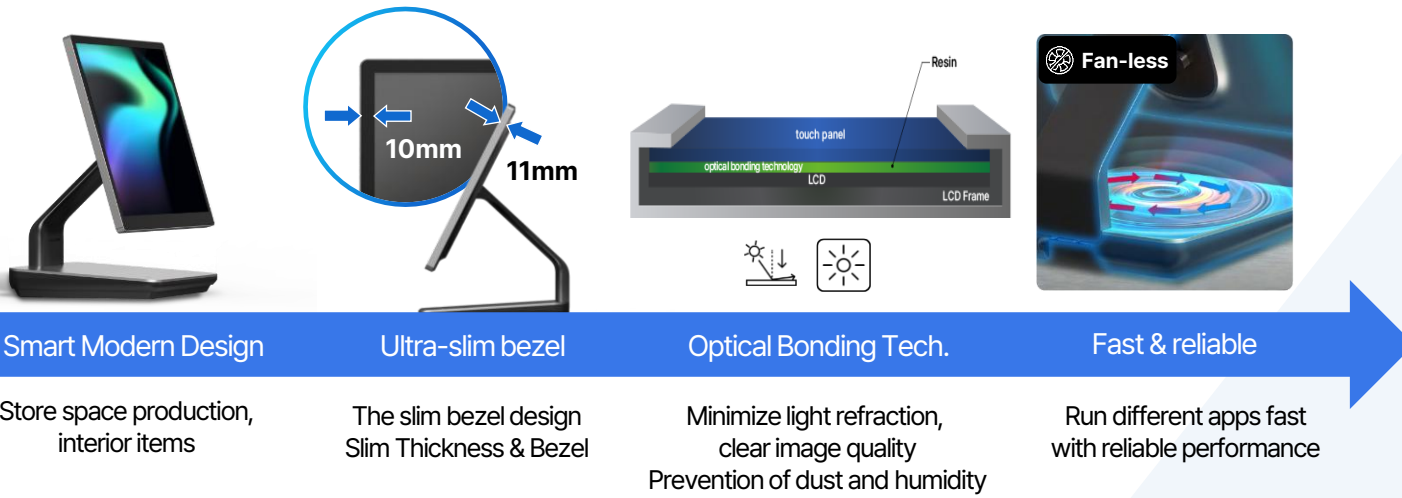 10mm
11mm
Resin
touch panel
optical bonding technology
LCD
LCD Frame
Fan-less
Smart Modern Design
Ultra-slim bezel
Optical Bonding Tech.
Fast & reliable
Store space production,
interior items
The slim bezel design
Slim Thickness & Bezel
Minimize light refraction,
clear image quality
Prevention of dust and humidity
Run different apps fast
with reliable performance